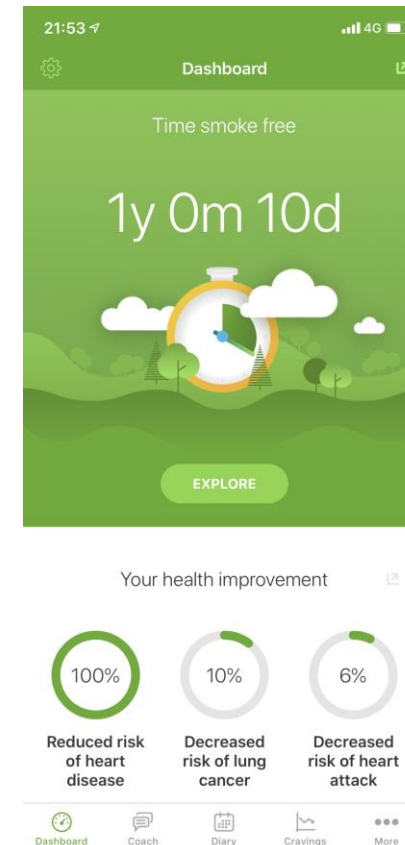 21:53
4G
Dashboard
Time smoke free
1y 0m 10d
EXPLORE
Your health improvement
100%
10%
6%
Reduced risk
of heart
disease
Decreased
risk of lung
cancer
Decreased
risk of heart
attack
Dashboard
Coach
Diary
Cravings
More